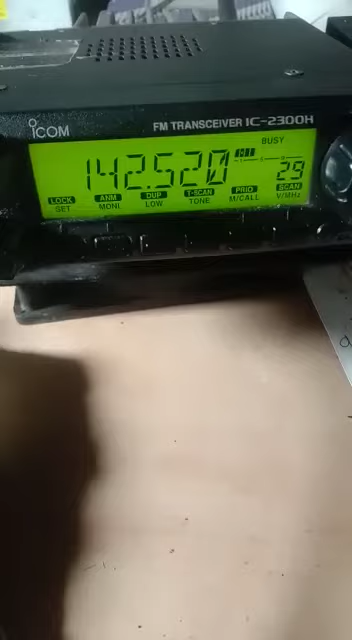 ICOM
FM TRANSCEIVER IC-2300H
BUSY
142.520
29
LOCK ANM DUP T-SCAN PRIO SCAN
SET MONI LOW TONE M/CALL V/MHz